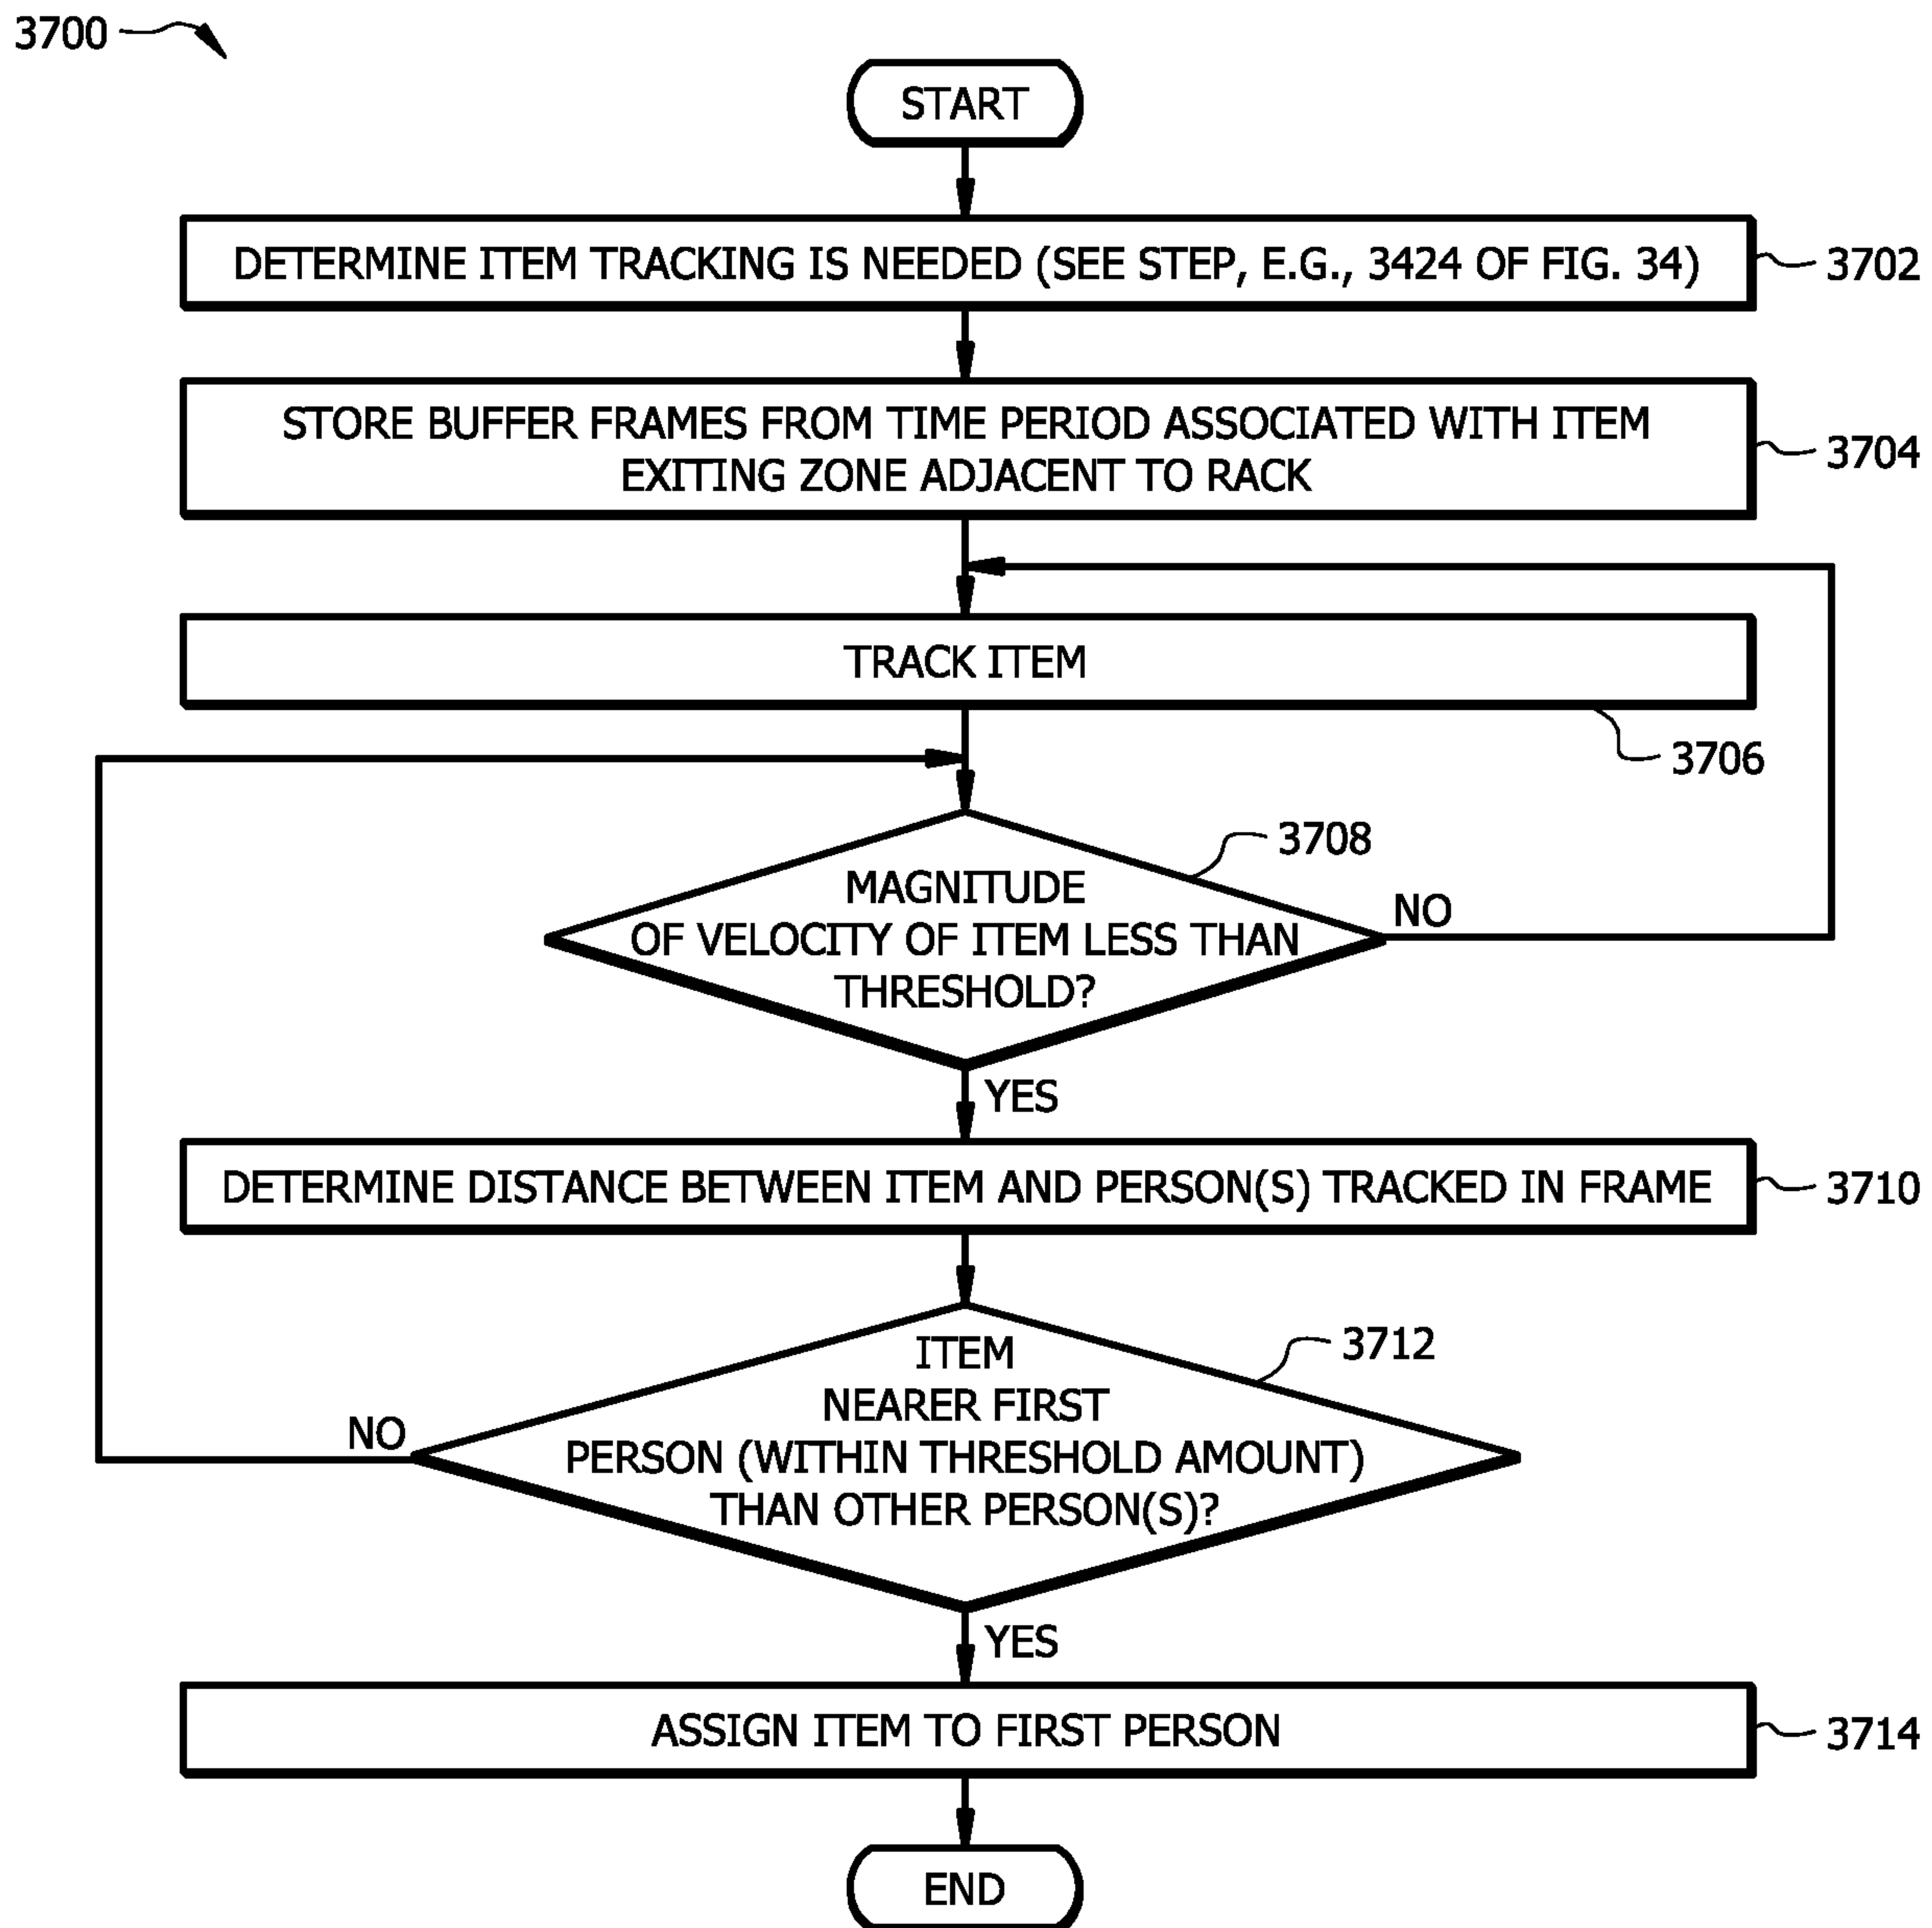 3700
START
DETERMINE ITEM TRACKING IS NEEDED (SEE STEP, E.G., 3424 OF FIG. 34)
3702
STORE BUFFER FRAMES FROM TIME PERIOD ASSOCIATED WITH ITEM
EXITING ZONE ADJACENT TO RACK
3704
TRACK ITEM
3706
3708
MAGNITUDE
OF VELOCITY OF ITEM LESS THAN
THRESHOLD?
NO
YES
DETERMINE DISTANCE BETWEEN ITEM AND PERSON(S) TRACKED IN FRAME
3710
3712
ITEM
NEARER FIRST
PERSON (WITHIN THRESHOLD AMOUNT)
THAN OTHER PERSON(S)?
NO
YES
ASSIGN ITEM TO FIRST PERSON
3714
END